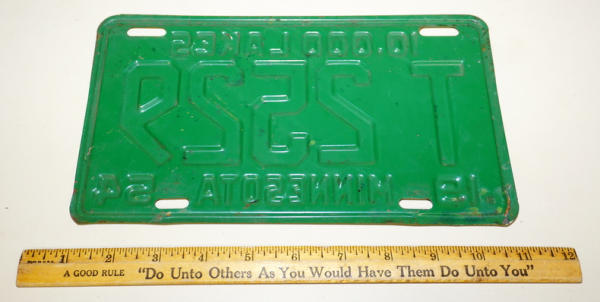 10,000 LAKES
T
19 MINNESOTA 54
1 2 3 4 5 6 7 8 9 10 11 12
A GOOD RULE "Do Unto Others As You Would Have Them Do Unto You"